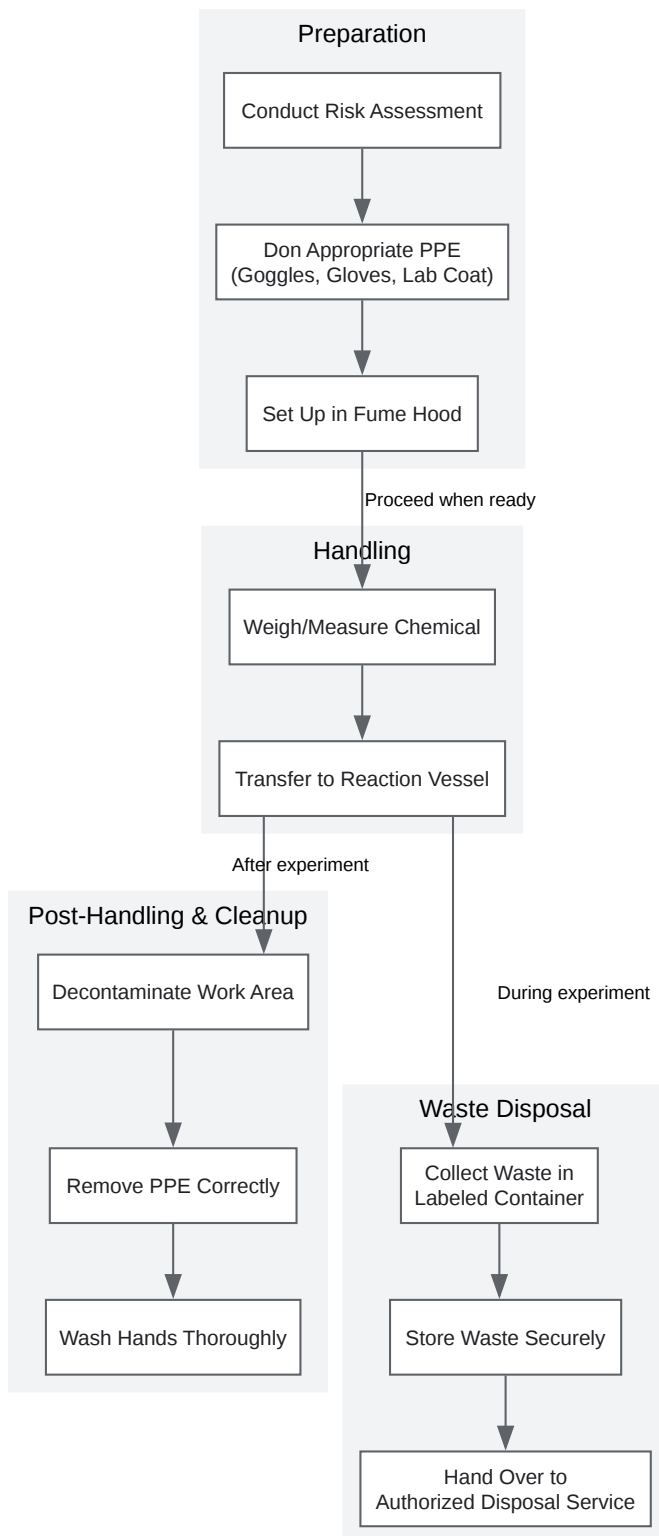 Preparation
Conduct Risk Assessment
Don Appropriate PPE
(Goggles, Gloves, Lab Coat)
Set Up in Fume Hood
Proceed when ready
Handling
Weigh/Measure Chemical
Transfer to Reaction Vessel
After experiment
Post-Handling & Cleanup
Decontaminate Work Area
Remove PPE Correctly
Wash Hands Thoroughly
During experiment
Waste Disposal
Collect Waste in
Labeled Container
Store Waste Securely
Hand Over to
Authorized Disposal Service